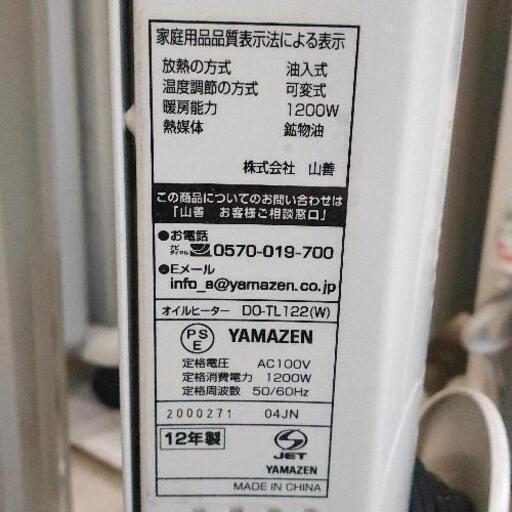 家庭用品品質表示法による表示
放熱の方式 油入式
温度調節の方式 可変式
暖房能力 1200W
熱媒体 鉱物油
株式会社 山善
この商品についてのお問い合わせは
「山善 お客様ご相談窓口」
●お電話
ナビダイヤル 0570-019-700
●Eメール
info_a@yamazen.co.jp
オイルヒーター DO-TL122(W)
PSE YAMAZEN
定格電圧 AC100V
定格消費電力 1200W
定格周波数 50/60Hz
2000271 04JN
12年製
JET
YAMAZEN
MADE IN CHINA